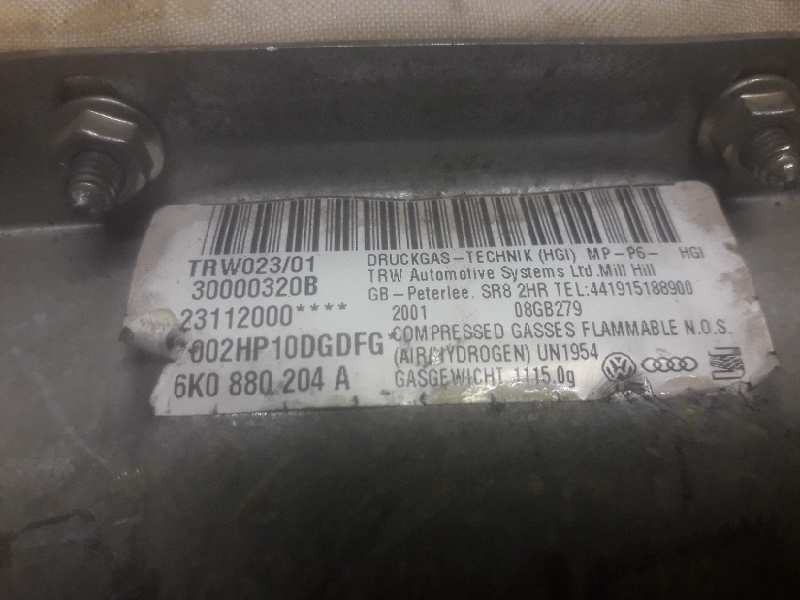 TRW023/01
30000320B
23112000****
*002HP10DGDFG*
6K0 880 204 A
DRUCKGAS-TECHNIK (HGI) MP-P6- HGI
TRW Automotive Systems Ltd.Mill Hill
GB-Peterlee. SR8 2HR TEL:441915188900
2001 08GB279
COMPRESSED GASSES FLAMMABLE N.O.S.
(AIR/HYDROGEN) UN1954
GASGEWICHT 1115.0g